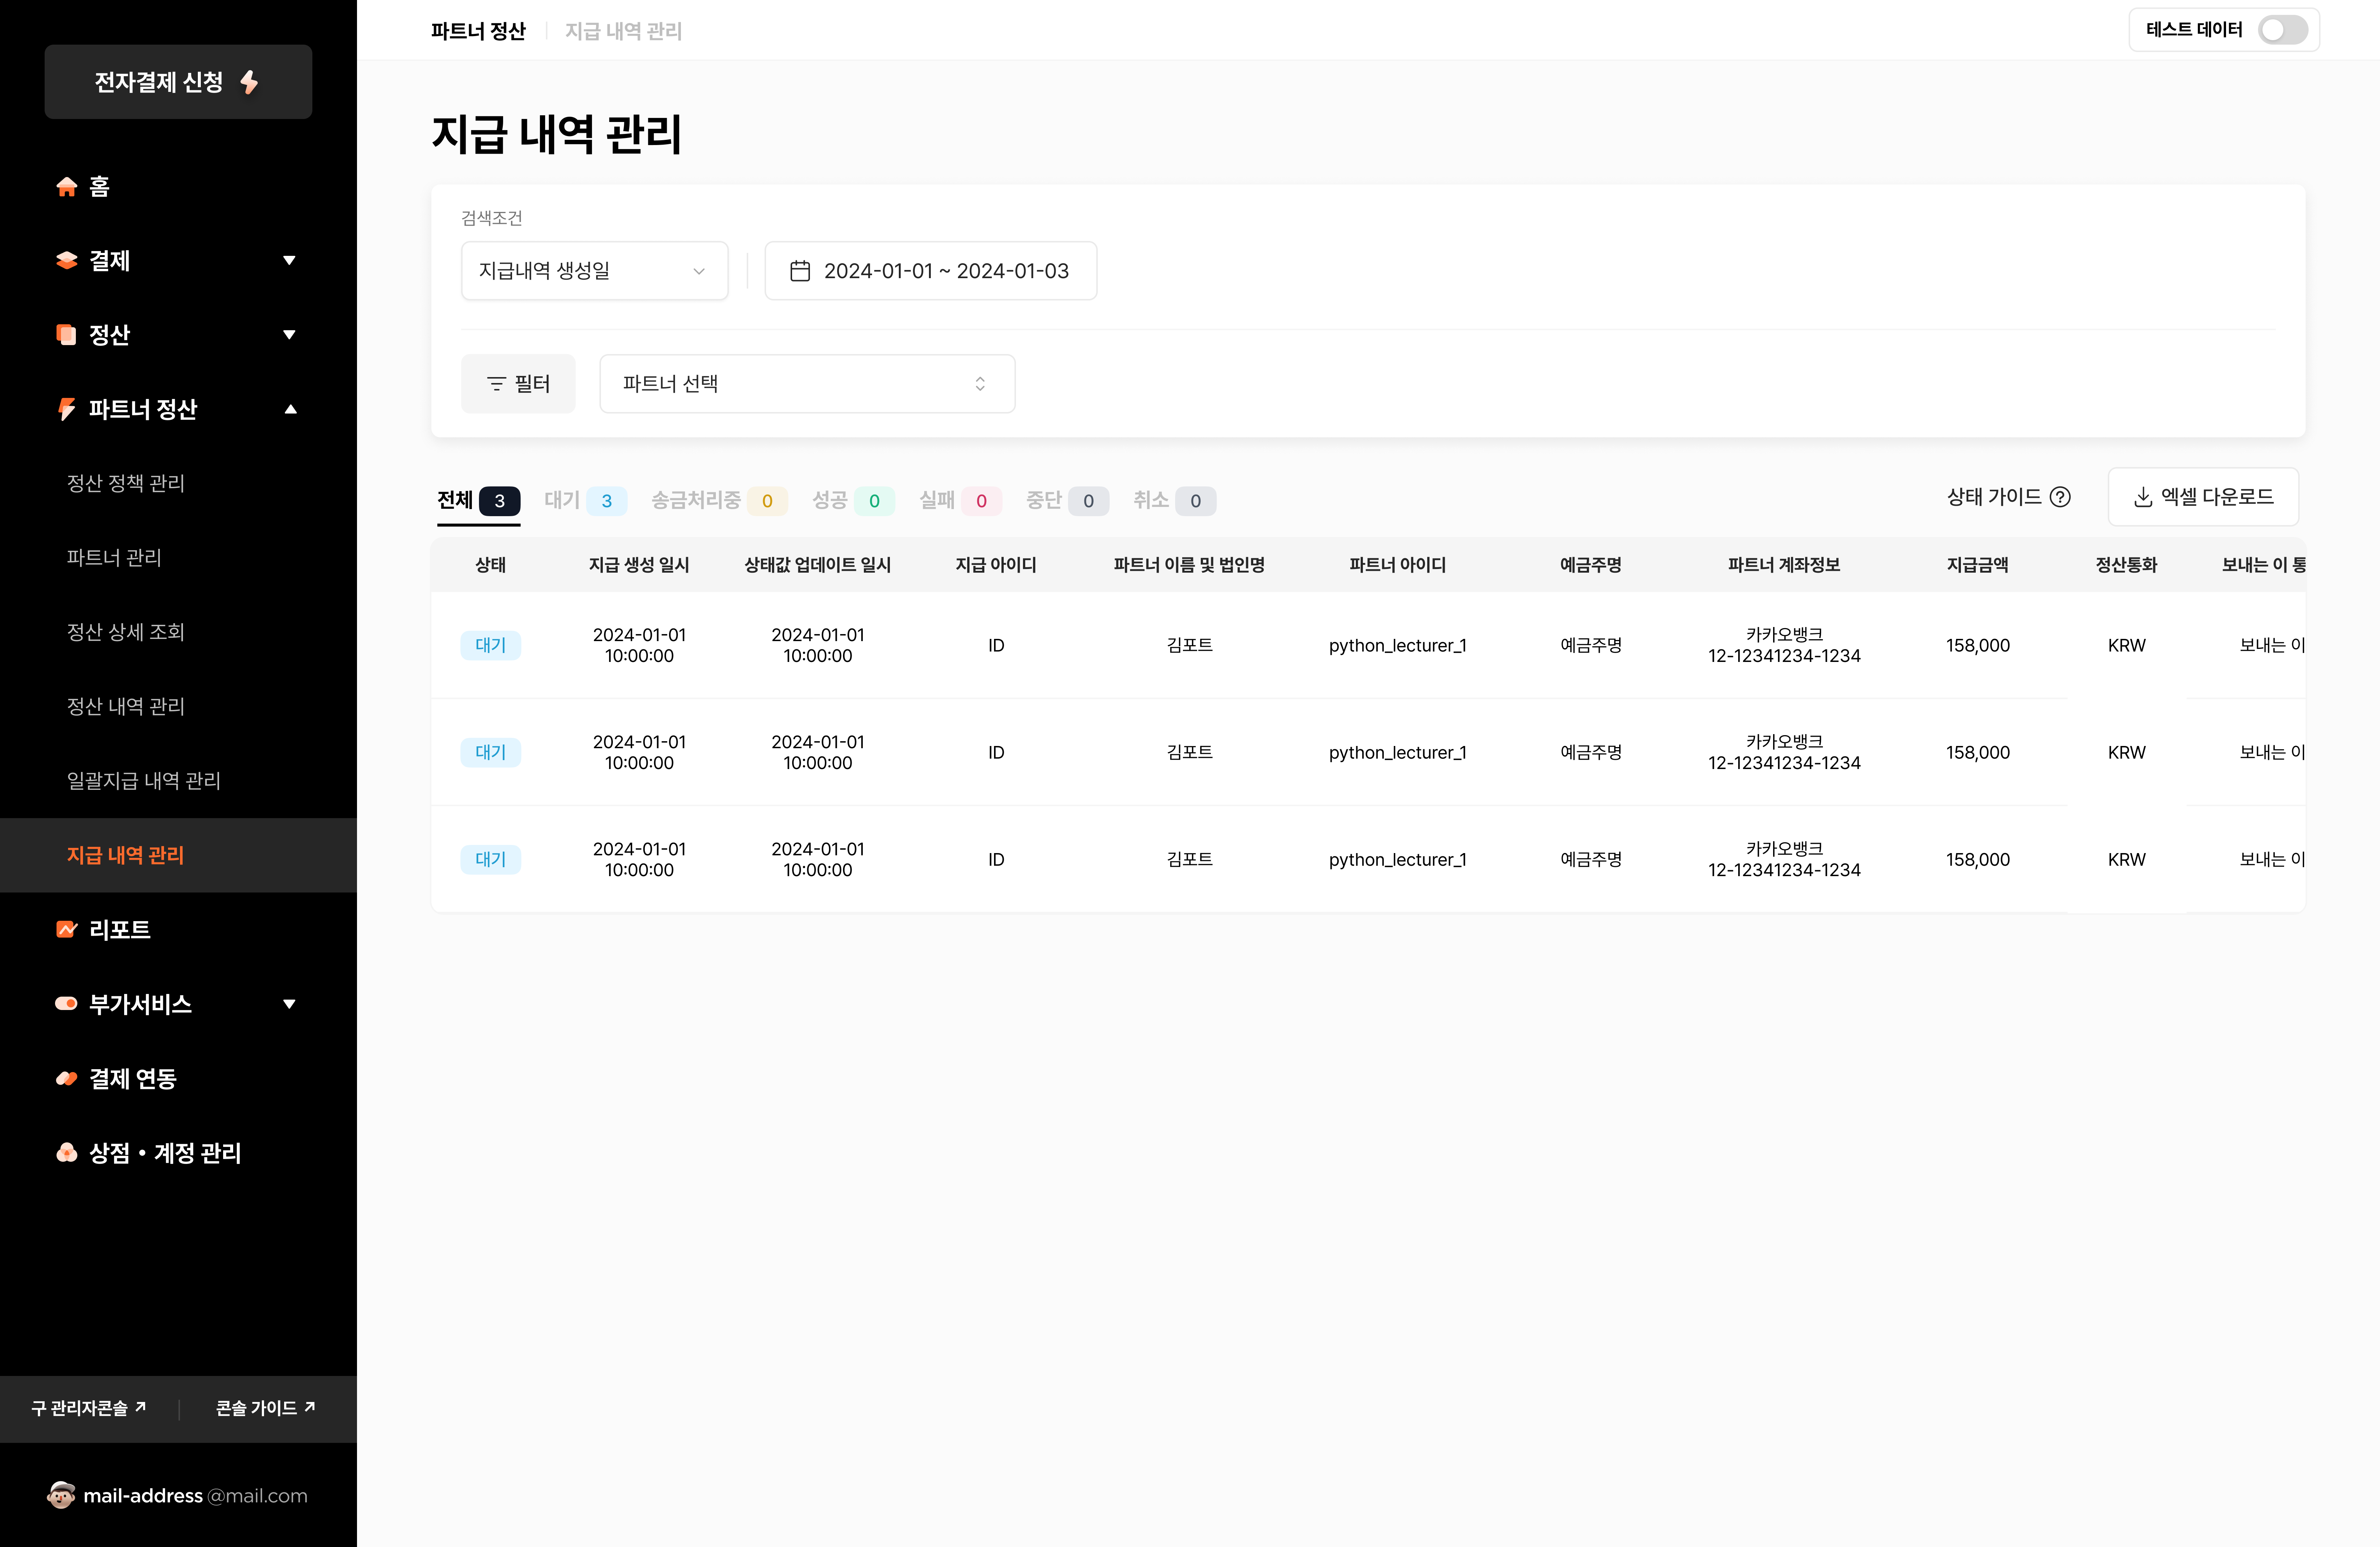 전자결제 신청
홈
결제
정산
파트너 정산
정산 정책 관리
파트너 관리
정산 상세 조회
정산 내역 관리
일괄지급 내역 관리
지급 내역 관리
리포트
부가서비스
결제 연동
상점 • 계정 관리
구 관리자콘솔
콘솔 가이드
mail-address @mail.com
파트너 정산 지급 내역 관리
테스트 데이터
지급 내역 관리
검색조건
지급내역 생성일
2024-01-01 ~ 2024-01-03
필터
파트너 선택
전체 3 대기 3 송금처리중 0 성공 0 실패 0 중단 0 취소 0
상태 가이드 ?
엑셀 다운로드
상태 지급 생성 일시 상태값 업데이트 일시 지급 아이디 파트너 이름 및 법인명 파트너 아이디 예금주명 파트너 계좌정보 지급금액 정산통화 보내는 이 통
대기 2024-01-01 10:00:00 2024-01-01 10:00:00 ID 김포트 python_lecturer_1 예금주명 카카오뱅크 12-12341234-1234 158,000 KRW 보내는 이
대기 2024-01-01 10:00:00 2024-01-01 10:00:00 ID 김포트 python_lecturer_1 예금주명 카카오뱅크 12-12341234-1234 158,000 KRW 보내는 이
대기 2024-01-01 10:00:00 2024-01-01 10:00:00 ID 김포트 python_lecturer_1 예금주명 카카오뱅크 12-12341234-1234 158,000 KRW 보내는 이